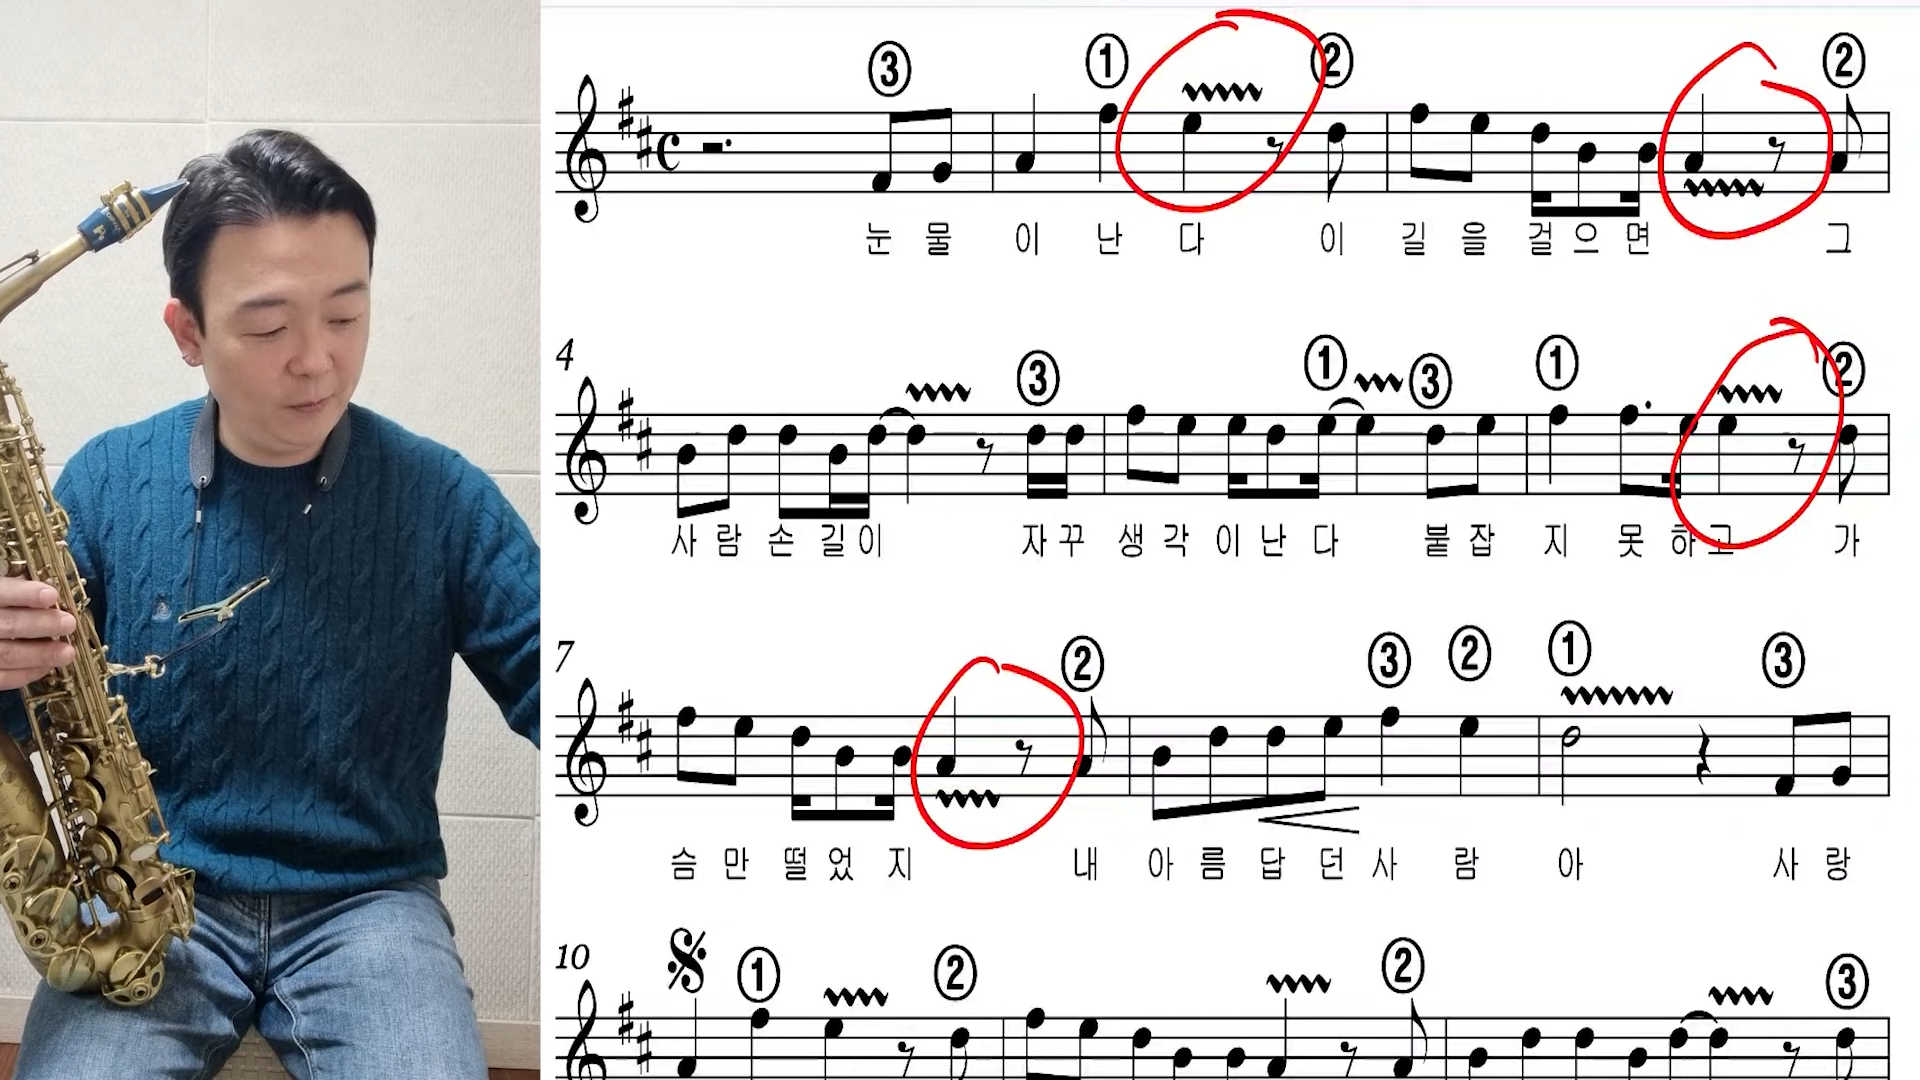 ③ ① ② ②
눈 물 이 난 다 이 길 을 걸 으 면 그
4 ③ ① ③ ① ②
사 람 손 길 이 자 꾸 생 각 이 난 다 붙 잡 지 못 하 고 가
7 ② ③ ② ① ③
슴 만 떨 었 지 내 아 름 답 던 사 람 아 사 랑
10 ① ② ② ③